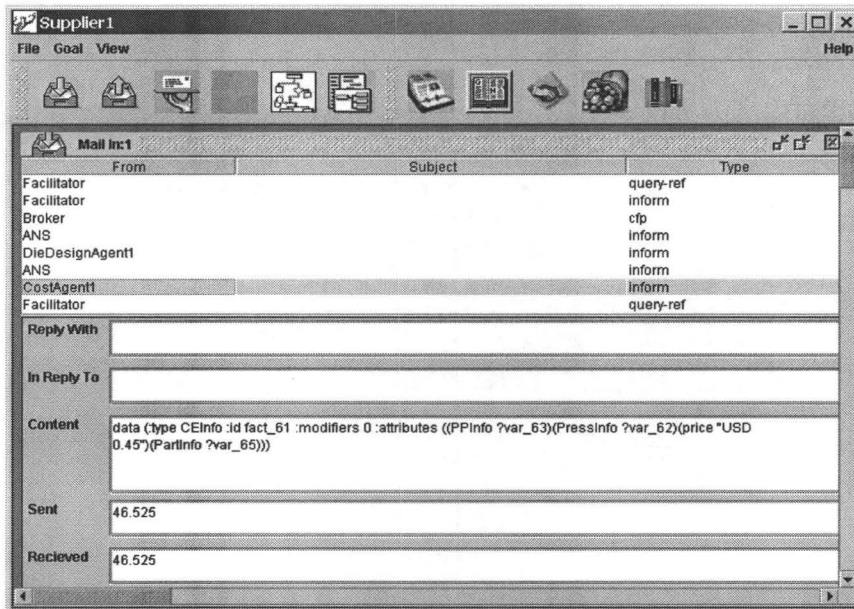 Supplier1
File Goal View Help
Mail In:1
From Subject Type
Facilitator query-ref
Facilitator inform
Broker cfp
ANS inform
DieDesignAgent1 inform
ANS inform
CostAgent1 inform
Facilitator query-ref
Reply With
In Reply To
Content data (:type CEInfo :id fact_61 :modifiers 0 :attributes ((PPInfo ?var_63)(PressInfo ?var_62)(price "USD
0.45")(PartInfo ?var_65)))
Sent 46.525
Recieved 46.525